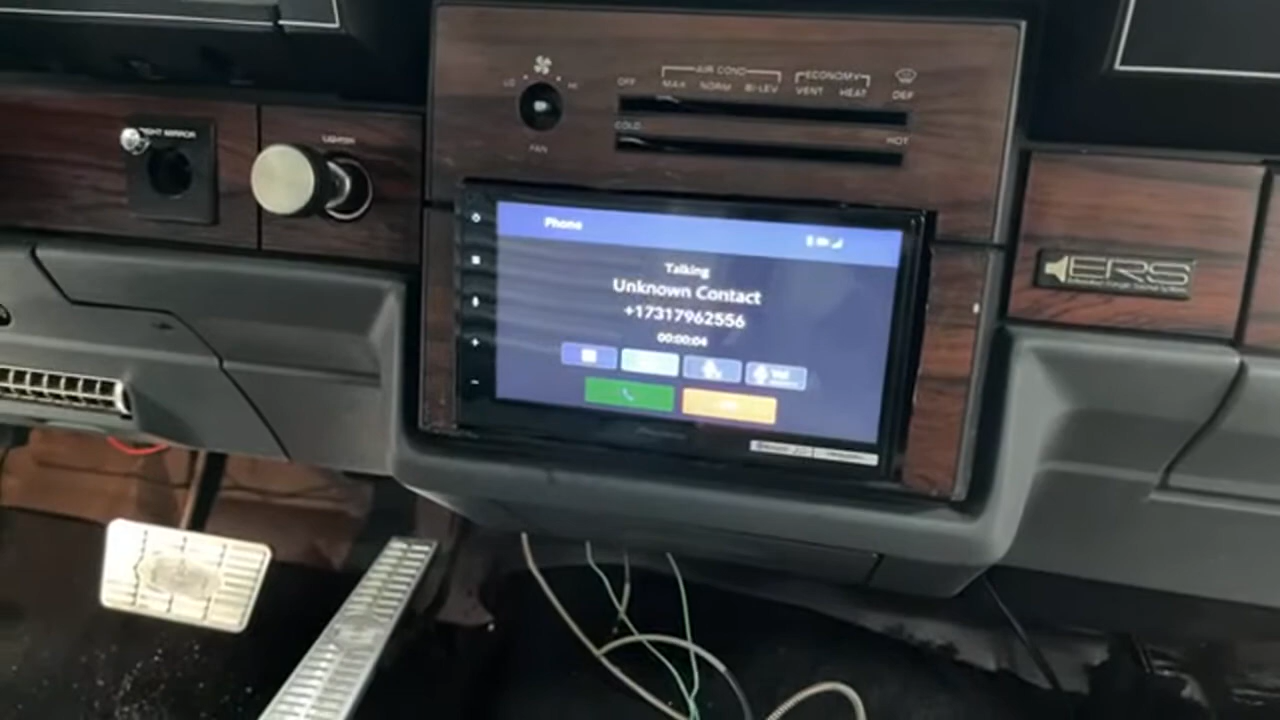 AIR COND
ECONOMY
OFF
MAX NORM BI-LEV
VENT HEAT
DEF
LO
HI
FAN
COLD
HOT
RIGHT MIRROR
LIGHTER
Phone
Talking
Unknown Contact
+17317962556
00:00:04
ERS